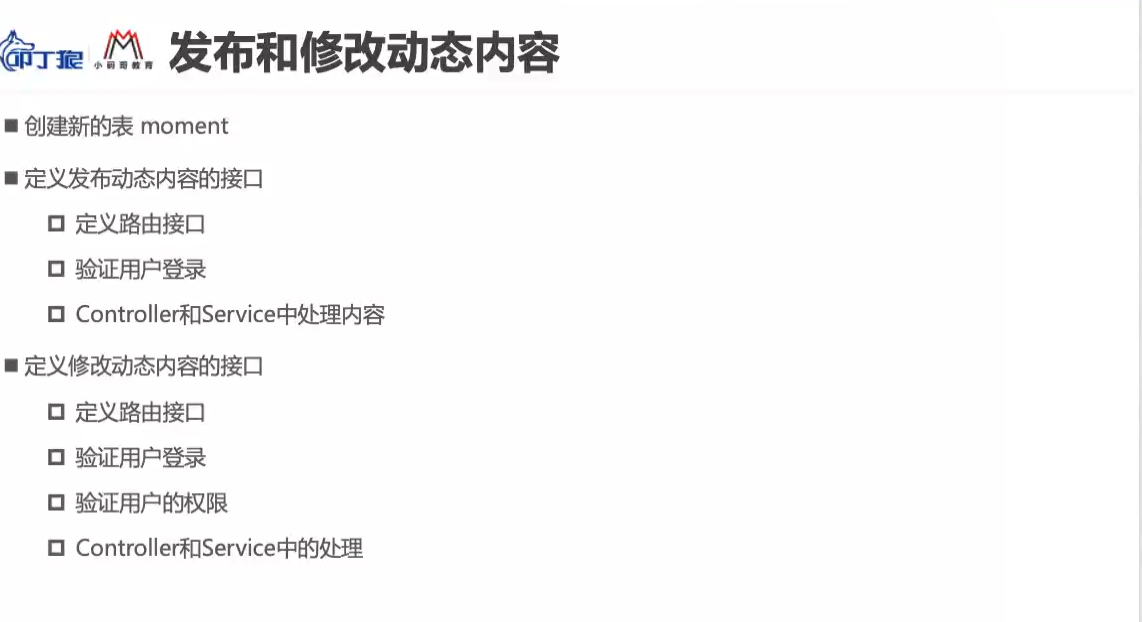 叩丁狼 小码哥教育 发布和修改动态内容
创建新的表 moment
定义发布动态内容的接口
定义路由接口
验证用户登录
Controller和Service中处理内容
定义修改动态内容的接口
定义路由接口
验证用户登录
验证用户的权限
Controller和Service中的处理